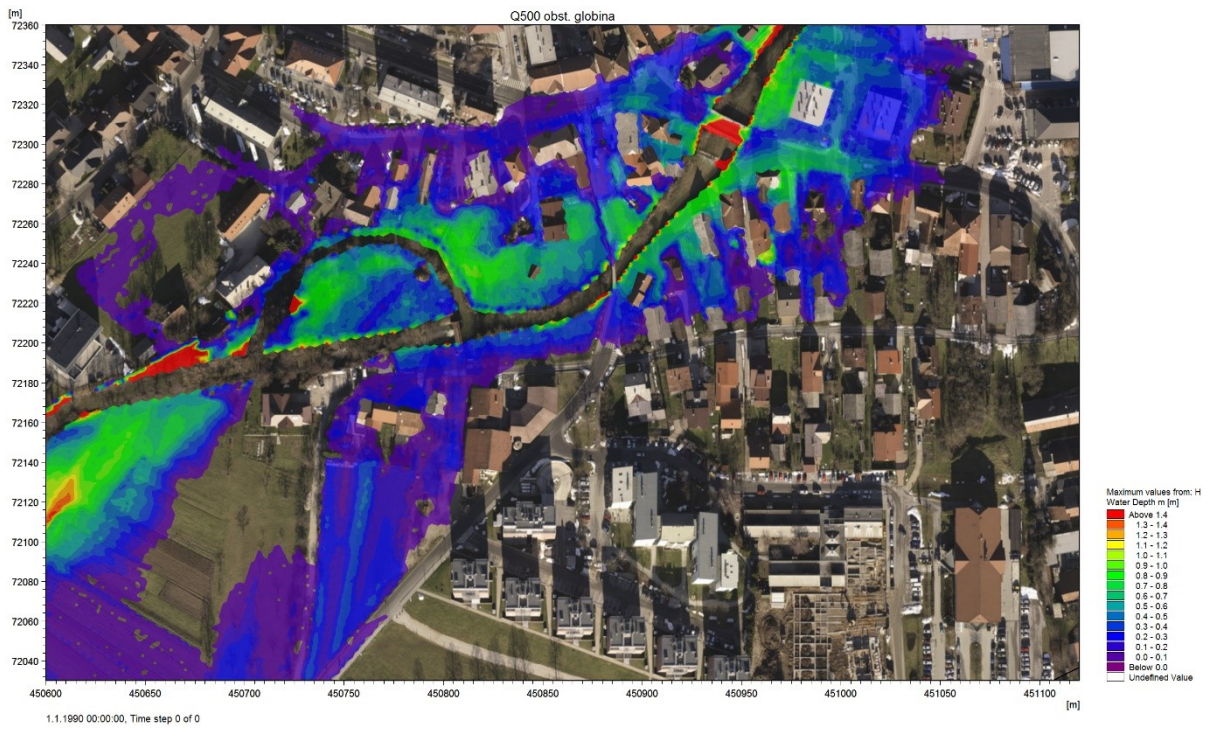 Q500 obst. globina
[m]
72360
72340
72320
72300
72280
72260
72240
72220
72200
72180
72160
72140
72120
72100
72080
72060
72040
450600 450650 450700 450750 450800 450850 450900 450950 451000 451050 451100
[m]
Maximum values from: H
Water Depth m [m]
Above 1.4
1.3 - 1.4
1.2 - 1.3
1.1 - 1.2
1.0 - 1.1
0.9 - 1.0
0.8 - 0.9
0.7 - 0.8
0.6 - 0.7
0.5 - 0.6
0.4 - 0.5
0.3 - 0.4
0.2 - 0.3
0.1 - 0.2
0.0 - 0.1
Below 0.0
Undefined Value
1.1.1990 00:00:00, Time step 0 of 0